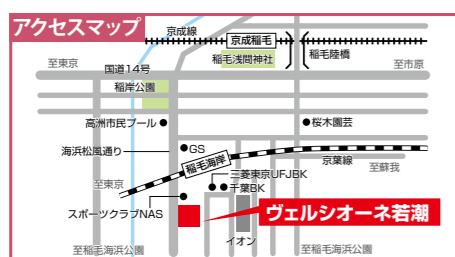 アクセスマップ
京成線
京成稲毛
稲毛浅間神社
稲毛陸橋
至東京
国道14号
至市原
稲岸公園
高洲市民プール
桜木園芸
海浜松風通り
GS
稲毛海岸
京葉線
至蘇我
三菱東京UFJBK
千葉BK
至東京
スポーツクラブNAS
ヴェルシオーネ若潮
イオン
至稲毛海浜公園
至稲毛海浜公園